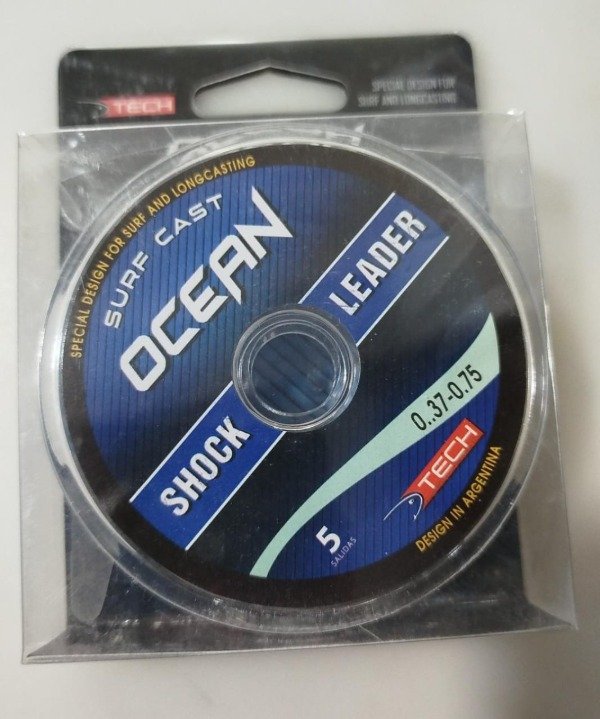 TECH
SPECIAL DESIGN FOR
SURF AND LONGCASTING
SPECIAL DESIGN FOR SURF AND LONGCASTING
SURF CAST
OCEAN
SHOCK LEADER
0..37-0.75
TECH
5
SALIDAS
DESIGN IN ARGENTINA